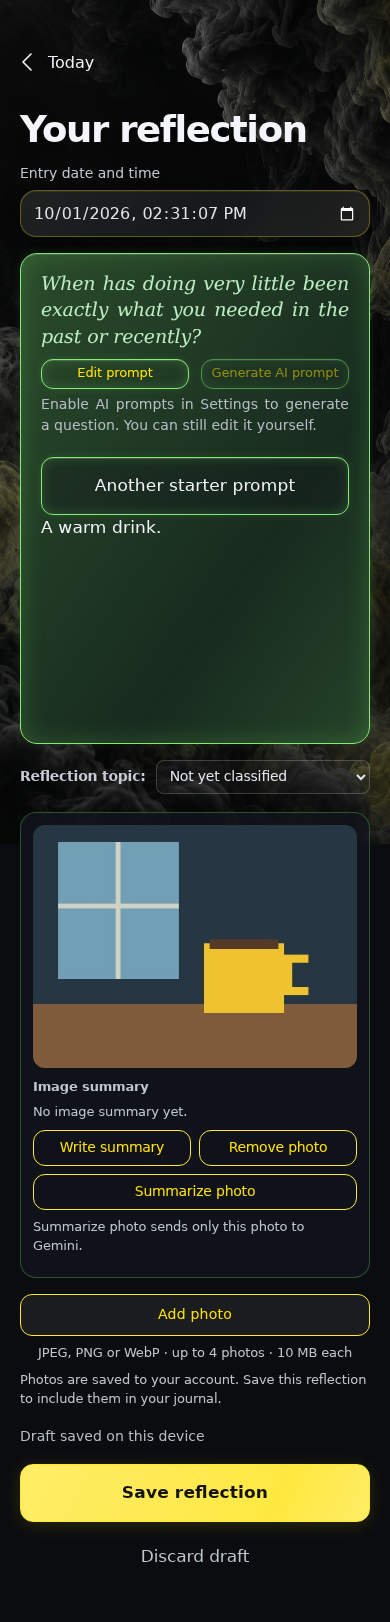 Today
Your reflection
Entry date and time
10/01/2026, 02:31:07 PM
When has doing very little been
exactly what you needed in the
past or recently?
Edit prompt
Generate AI prompt
Enable AI prompts in Settings to generate
a question. You can still edit it yourself.
Another starter prompt
A warm drink.
Reflection topic:
Not yet classified
Image summary
No image summary yet.
Write summary
Remove photo
Summarize photo
Summarize photo sends only this photo to
Gemini.
Add photo
JPEG, PNG or WebP · up to 4 photos · 10 MB each
Photos are saved to your account. Save this reflection
to include them in your journal.
Draft saved on this device
Save reflection
Discard draft